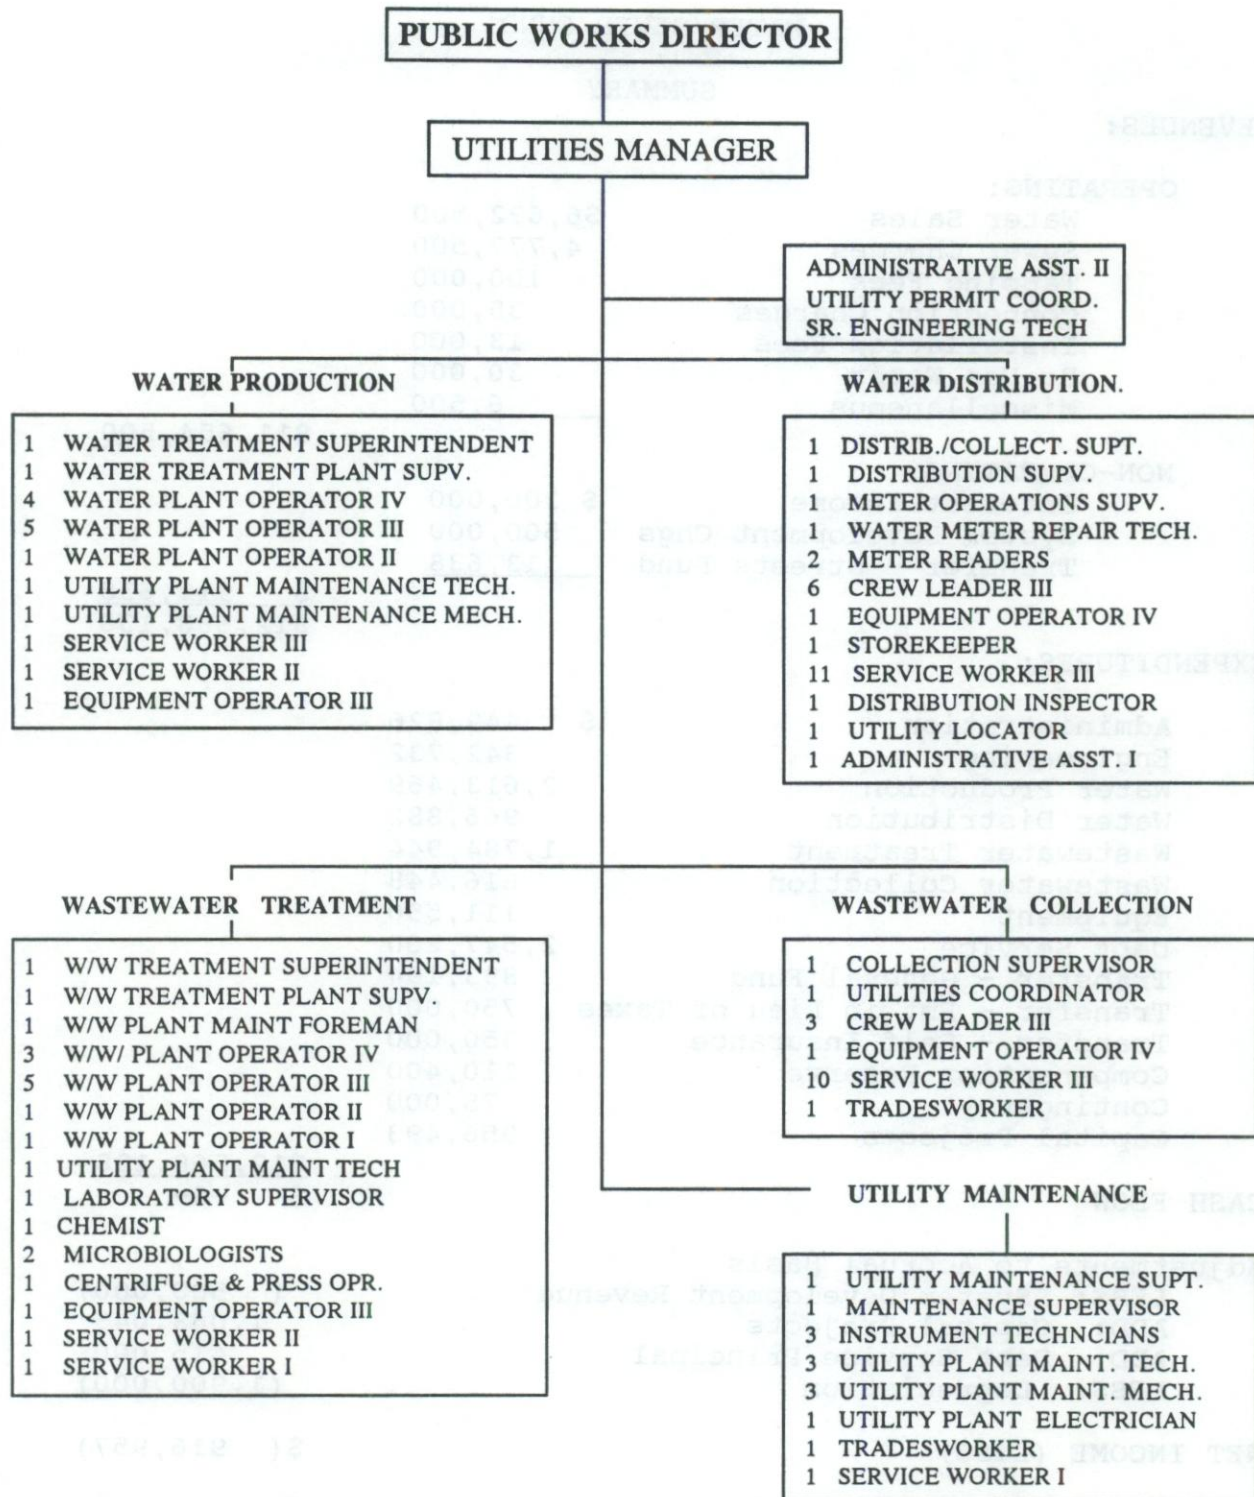 PUBLIC WORKS DIRECTOR
UTILITIES MANAGER
ADMINISTRATIVE ASST. II
UTILITY PERMIT COORD.
SR. ENGINEERING TECH
WATER PRODUCTION
1 WATER TREATMENT SUPERINTENDENT
1 WATER TREATMENT PLANT SUPV.
4 WATER PLANT OPERATOR IV
5 WATER PLANT OPERATOR III
1 WATER PLANT OPERATOR II
1 UTILITY PLANT MAINTENANCE TECH.
1 UTILITY PLANT MAINTENANCE MECH.
1 SERVICE WORKER III
1 SERVICE WORKER II
1 EQUIPMENT OPERATOR III
WATER DISTRIBUTION.
1 DISTRIB./COLLECT. SUPT.
1 DISTRIBUTION SUPV.
1 METER OPERATIONS SUPV.
1 WATER METER REPAIR TECH.
2 METER READERS
6 CREW LEADER III
1 EQUIPMENT OPERATOR IV
1 STOREKEEPER
11 SERVICE WORKER III
1 DISTRIBUTION INSPECTOR
1 UTILITY LOCATOR
1 ADMINISTRATIVE ASST. I
WASTEWATER TREATMENT
1 W/W TREATMENT SUPERINTENDENT
1 W/W TREATMENT PLANT SUPV.
1 W/W PLANT MAINT FOREMAN
3 W/W/ PLANT OPERATOR IV
5 W/W PLANT OPERATOR III
1 W/W PLANT OPERATOR II
1 W/W PLANT OPERATOR I
1 UTILITY PLANT MAINT TECH
1 LABORATORY SUPERVISOR
1 CHEMIST
2 MICROBIOLOGISTS
1 CENTRIFUGE & PRESS OPR.
1 EQUIPMENT OPERATOR III
1 SERVICE WORKER II
1 SERVICE WORKER I
WASTEWATER COLLECTION
1 COLLECTION SUPERVISOR
1 UTILITIES COORDINATOR
3 CREW LEADER III
1 EQUIPMENT OPERATOR IV
10 SERVICE WORKER III
1 TRADESWORKER
UTILITY MAINTENANCE
1 UTILITY MAINTENANCE SUPT.
1 MAINTENANCE SUPERVISOR
3 INSTRUMENT TECHNCIANS
3 UTILITY PLANT MAINT. TECH.
3 UTILITY PLANT MAINT. MECH.
1 UTILITY PLANT ELECTRICIAN
1 TRADESWORKER
1 SERVICE WORKER I